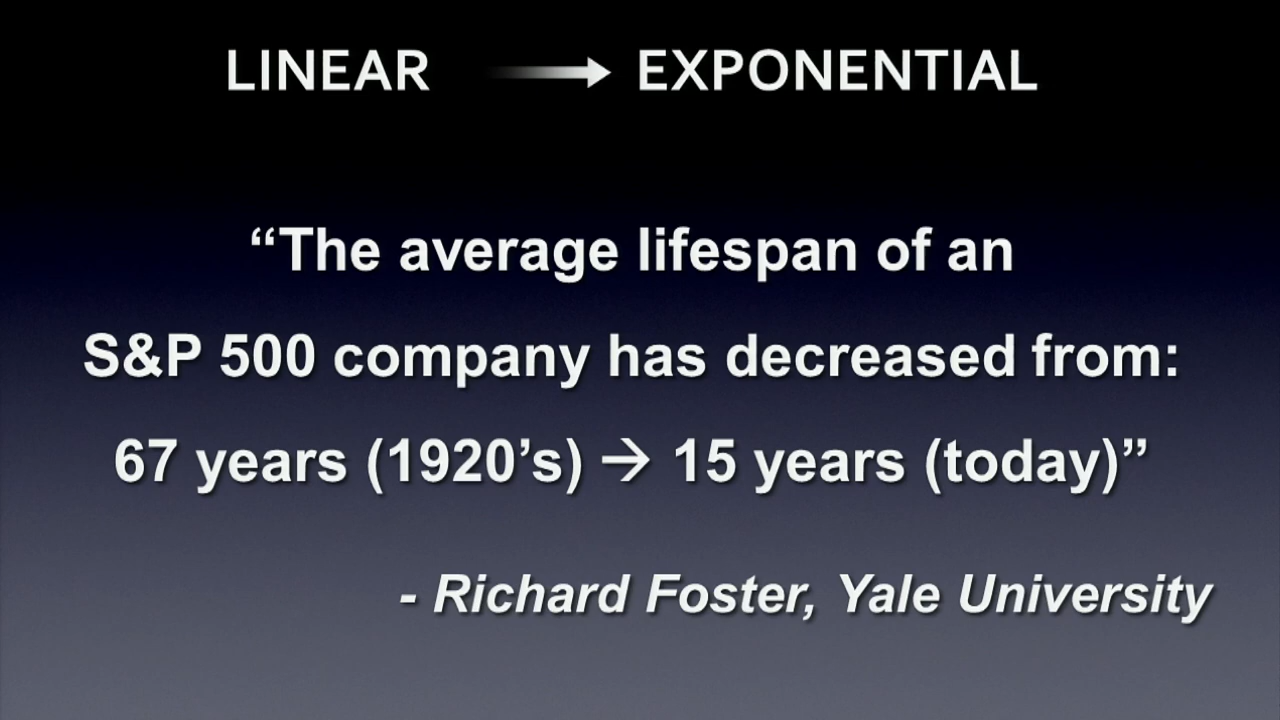 LINEAR → EXPONENTIAL
“The average lifespan of an
S&P 500 company has decreased from:
67 years (1920’s) → 15 years (today)”
- Richard Foster, Yale University